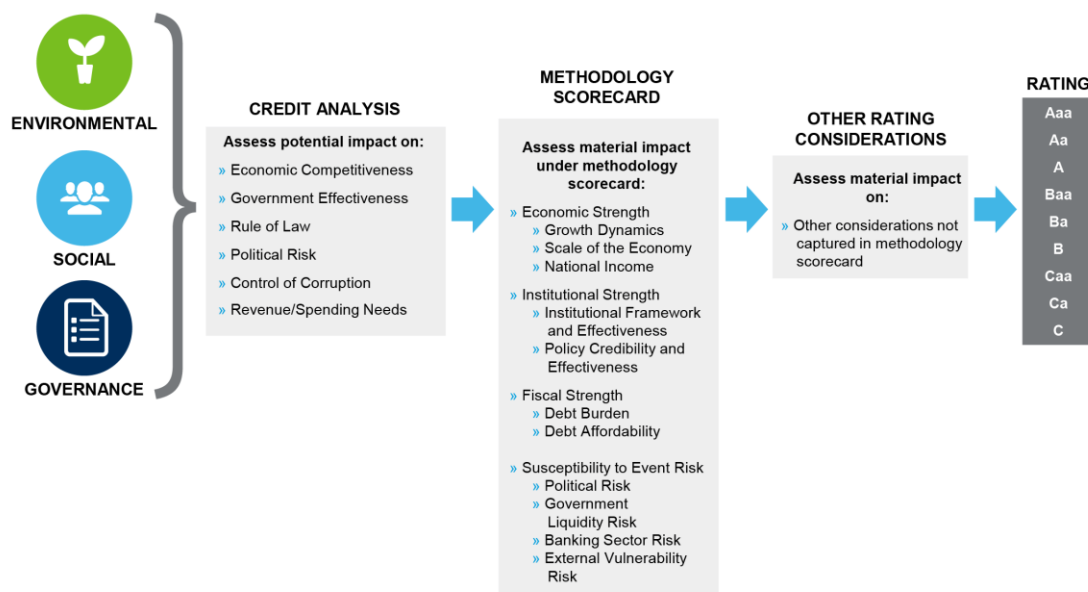 ENVIRONMENTAL
SOCIAL
GOVERNANCE
CREDIT ANALYSIS
Assess potential impact on:
» Economic Competitiveness
» Government Effectiveness
» Rule of Law
» Political Risk
» Control of Corruption
» Revenue/Spending Needs
METHODOLOGY
SCORECARD
Assess material impact
under methodology
scorecard:
» Economic Strength
» Growth Dynamics
» Scale of the Economy
» National Income
» Institutional Strength
» Institutional Framework
and Effectiveness
» Policy Credibility and
Effectiveness
» Fiscal Strength
» Debt Burden
» Debt Affordability
» Susceptibility to Event Risk
» Political Risk
» Government
Liquidity Risk
» Banking Sector Risk
» External Vulnerability
Risk
OTHER RATING
CONSIDERATIONS
Assess material impact
on:
» Other considerations not
captured in methodology
scorecard
RATING
Aaa
Aa
A
Baa
Ba
B
Caa
Ca
C